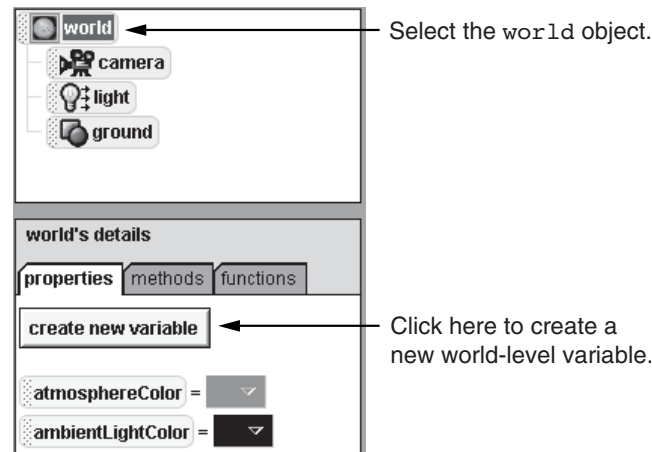 world
Select the world object.
camera
light
ground
world's details
properties methods functions
create new variable
Click here to create a
new world-level variable.
atmosphereColor =
ambientLightColor =